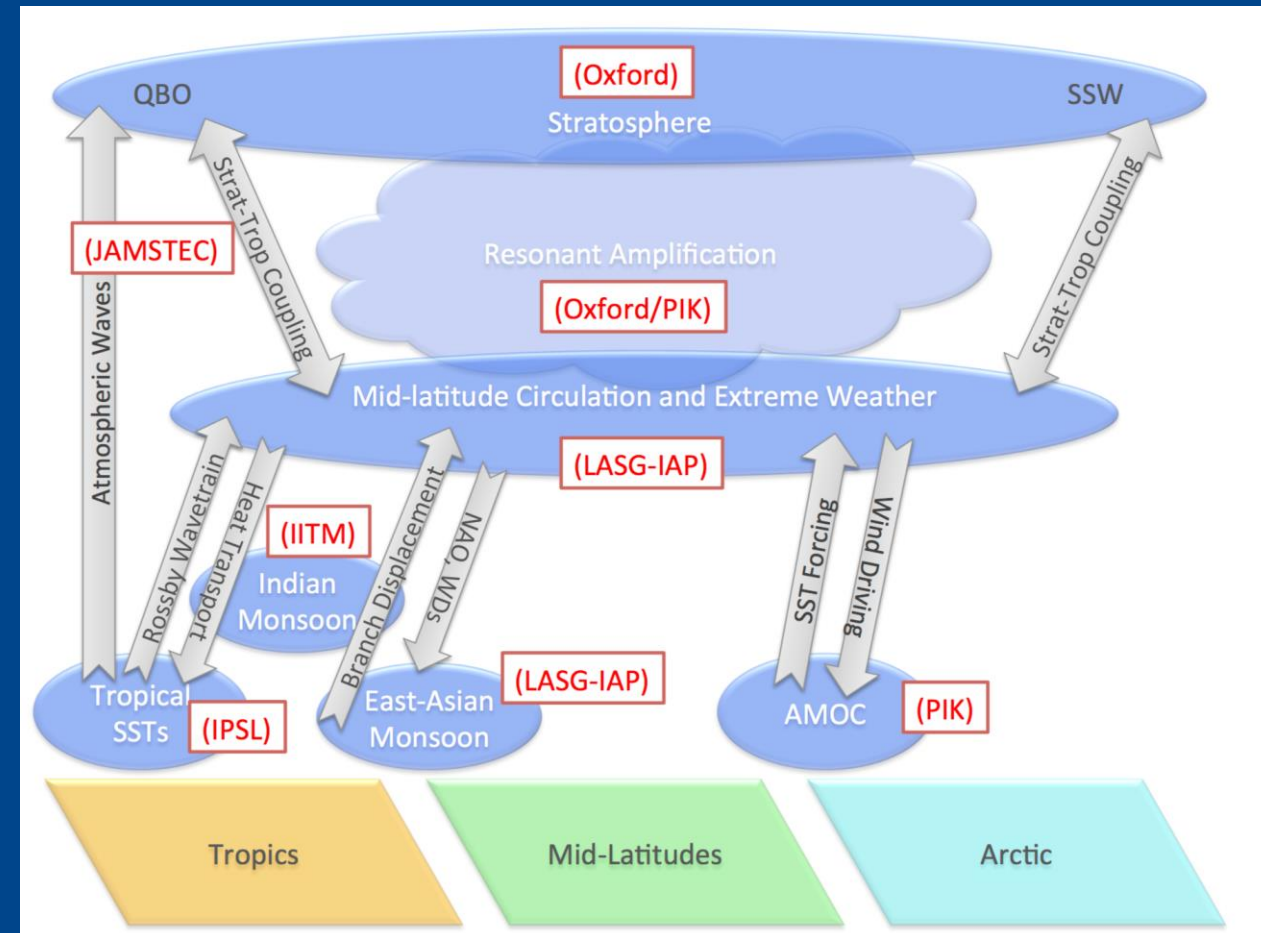 (Oxford)
QBO
SSW
Stratosphere
Strat-Trop Coupling
Strat-Trop Coupling
(JAMSTEC)
Resonant Amplification
(Oxford/PIK)
Atmospheric Waves
Mid-latitude Circulation and Extreme Weather
(LASG-IAP)
Rossby Wavetrain
Heat Transport
(IITM)
Indian
Monsoon
Branch Displacement
NAO, WDs
SST Forcing
Wind Driving
Tropical
SSTs
(IPSL)
East-Asian
Monsoon
(LASG-IAP)
AMOC
(PIK)
Tropics
Mid-Latitudes
Arctic